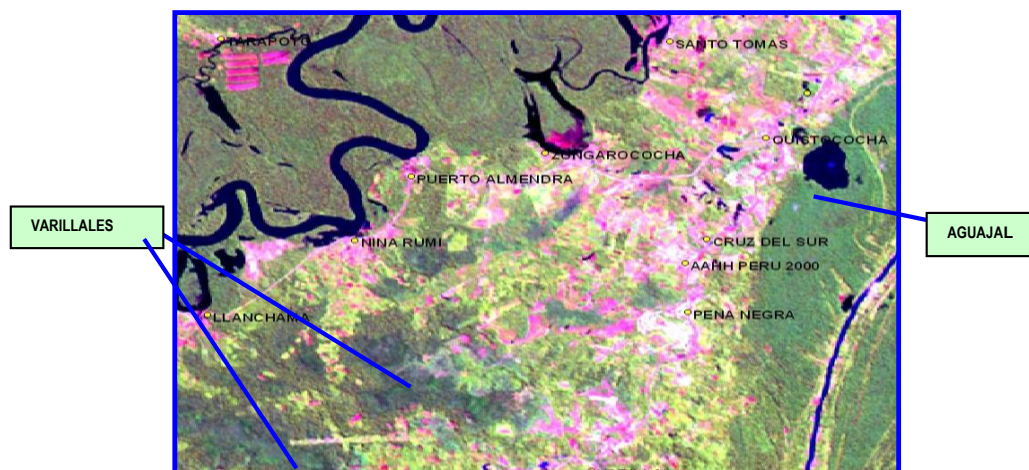 TARAPOTO
SANTO TOMAS
QUISTOCOCHA
ZUNGAROCOCHA
PUERTO ALMENDRA
VARILLALES
AGUAJAL
NINA RUMI
CRUZ DEL SUR
AAHH PERU 2000
LLANCHAMA
PENA NEGRA